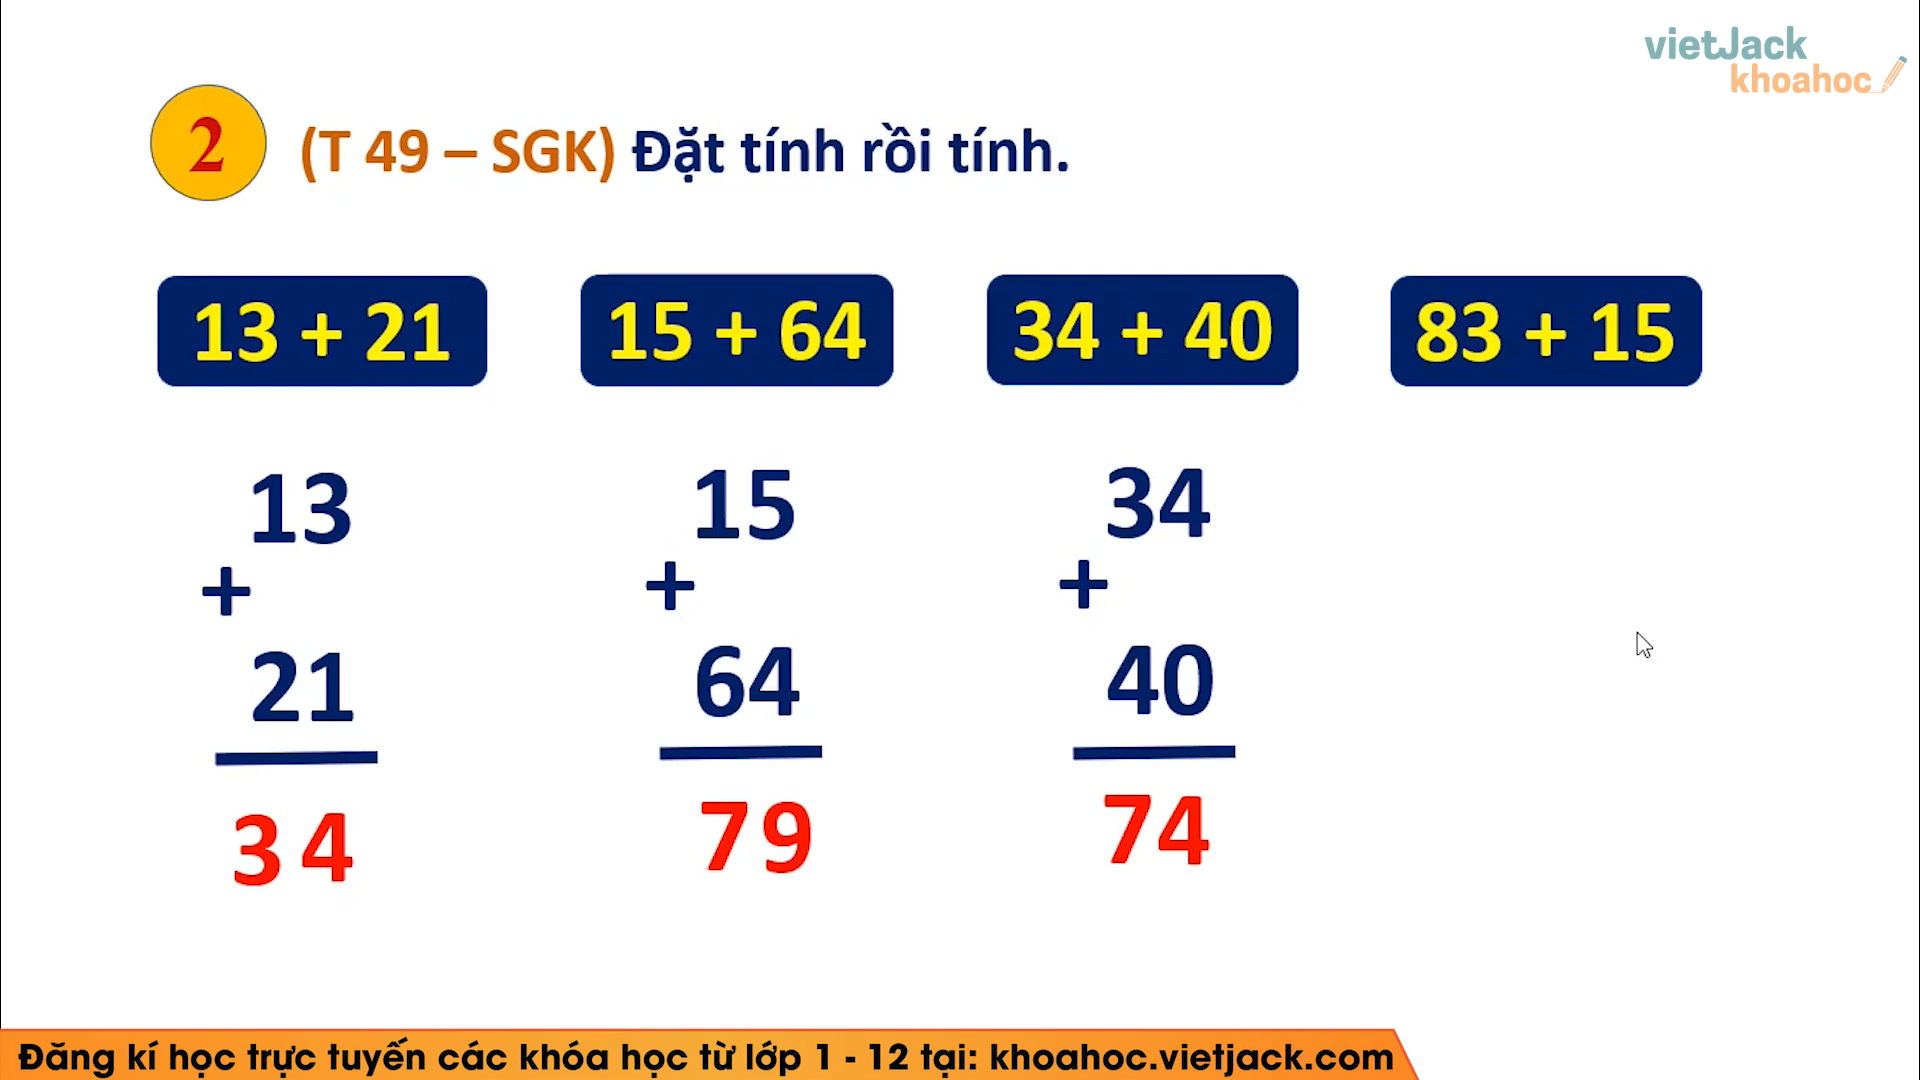 vietJack
khoahoc
2 (T 49 – SGK) Đặt tính rồi tính.
13 + 21 15 + 64 34 + 40 83 + 15
13 15 34
+ + +
21 64 40
34 79 74
Đăng kí học trực tuyến các khóa học từ lớp 1 - 12 tại: khoahoc.vietjack.com